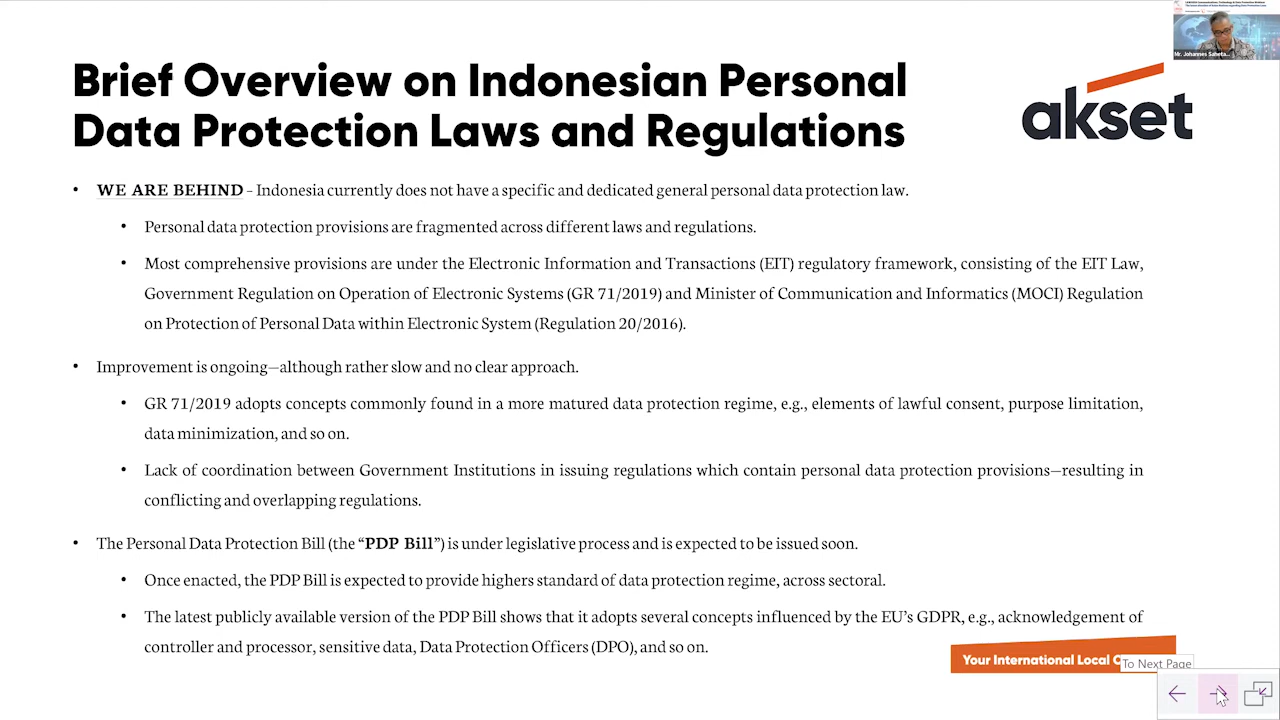 Brief Overview on Indonesian Personal
Data Protection Laws and Regulations
akset
Mr. Johannes Saheta...
• WE ARE BEHIND – Indonesia currently does not have a specific and dedicated general personal data protection law.
• Personal data protection provisions are fragmented across different laws and regulations.
• Most comprehensive provisions are under the Electronic Information and Transactions (EIT) regulatory framework, consisting of the EIT Law,
Government Regulation on Operation of Electronic Systems (GR 71/2019) and Minister of Communication and Informatics (MOCI) Regulation
on Protection of Personal Data within Electronic System (Regulation 20/2016).
• Improvement is ongoing—although rather slow and no clear approach.
• GR 71/2019 adopts concepts commonly found in a more matured data protection regime, e.g., elements of lawful consent, purpose limitation,
data minimization, and so on.
• Lack of coordination between Government Institutions in issuing regulations which contain personal data protection provisions—resulting in
conflicting and overlapping regulations.
• The Personal Data Protection Bill (the “PDP Bill”) is under legislative process and is expected to be issued soon.
• Once enacted, the PDP Bill is expected to provide highers standard of data protection regime, across sectoral.
• The latest publicly available version of the PDP Bill shows that it adopts several concepts influenced by the EU’s GDPR, e.g., acknowledgement of
controller and processor, sensitive data, Data Protection Officers (DPO), and so on.
Your International Local
To Next Page